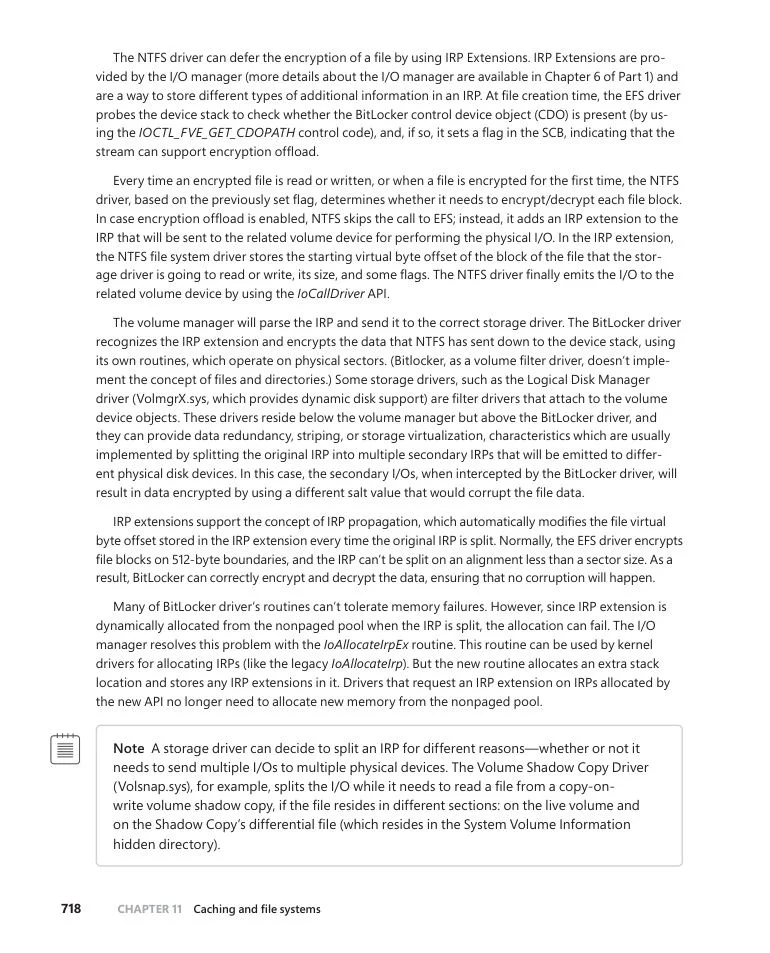 The NTFS driver can defer the encryption of a file by using IRP Extensions. IRP Extensions are pro-
vided by the I/O manager (more details about the I/O manager are available in Chapter 6 of Part 1) and
are a way to store different types of additional information in an IRP. At file creation time, the EFS driver
probes the device stack to check whether the BitLocker control device object (CDO) is present (by us-
ing the IOCTL_FVE_GET_CDOPATH control code), and, if so, it sets a flag in the SCB, indicating that the
stream can support encryption offload.
Every time an encrypted file is read or written, or when a file is encrypted for the first time, the NTFS
driver, based on the previously set flag, determines whether it needs to encrypt/decrypt each file block.
In case encryption offload is enabled, NTFS skips the call to EFS; instead, it adds an IRP extension to the
IRP that will be sent to the related volume device for performing the physical I/O. In the IRP extension,
the NTFS file system driver stores the starting virtual byte offset of the block of the file that the stor-
age driver is going to read or write, its size, and some flags. The NTFS driver finally emits the I/O to the
related volume device by using the IoCallDriver API.
The volume manager will parse the IRP and send it to the correct storage driver. The BitLocker driver
recognizes the IRP extension and encrypts the data that NTFS has sent down to the device stack, using
its own routines, which operate on physical sectors. (Bitlocker, as a volume filter driver, doesn't imple-
ment the concept of files and directories.) Some storage drivers, such as the Logical Disk Manager
driver (VolmgrX.sys, which provides dynamic disk support) are filter drivers that attach to the volume
device objects. These drivers reside below the volume manager but above the BitLocker driver, and
they can provide data redundancy, striping, or storage virtualization, characteristics which are usually
implemented by splitting the original IRP into multiple secondary IRPs that will be emitted to differ-
ent physical disk devices. In this case, the secondary I/Os, when intercepted by the BitLocker driver, will
result in data encrypted by using a different salt value that would corrupt the file data.
IRP extensions support the concept of IRP propagation, which automatically modifies the file virtual
byte offset stored in the IRP extension every time the original IRP is split. Normally, the EFS driver encrypts
file blocks on 512-byte boundaries, and the IRP can't be split on an alignment less than a sector size. As a
result, BitLocker can correctly encrypt and decrypt the data, ensuring that no corruption will happen.
Many of BitLocker driver's routines can't tolerate memory failures. However, since IRP extension is
dynamically allocated from the nonpaged pool when the IRP is split, the allocation can fail. The I/O
manager resolves this problem with the IoAllocateIrpEx routine. This routine can be used by kernel
drivers for allocating IRPs (like the legacy IoAllocateIrp). But the new routine allocates an extra stack
location and stores any IRP extensions in it. Drivers that request an IRP extension on IRPs allocated by
the new API no longer need to allocate new memory from the nonpaged pool.
Note A storage driver can decide to split an IRP for different reasons—whether or not it
needs to send multiple I/Os to multiple physical devices. The Volume Shadow Copy Driver
(Volsnap.sys), for example, splits the I/O while it needs to read a file from a copy-on-
write volume shadow copy, if the file resides in different sections: on the live volume and
on the Shadow Copy's differential file (which resides in the System Volume Information
hidden directory).
718 CHAPTER 11 Caching and file systems